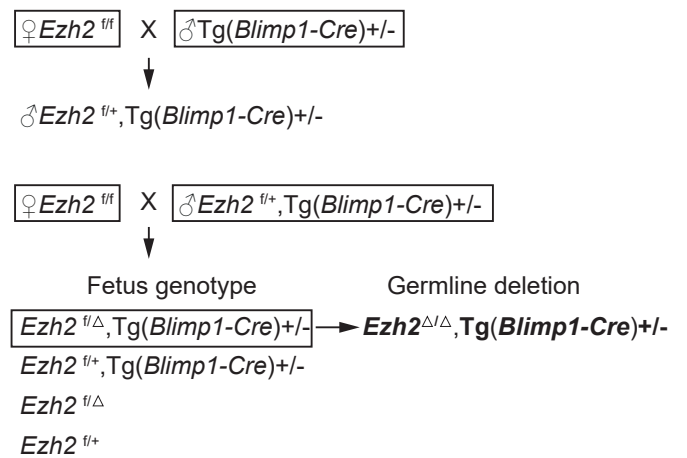 ♀Ezh2 f/f X ♂Tg(Blimp1-Cre)+/-
♂Ezh2 f/+,Tg(Blimp1-Cre)+/-
♀Ezh2 f/f X ♂Ezh2 f/+,Tg(Blimp1-Cre)+/-
Fetus genotype Germline deletion
Ezh2 f/△,Tg(Blimp1-Cre)+/- Ezh2△/△,Tg(Blimp1-Cre)+/-
Ezh2 f/+,Tg(Blimp1-Cre)+/-
Ezh2 f/△
Ezh2 f/+